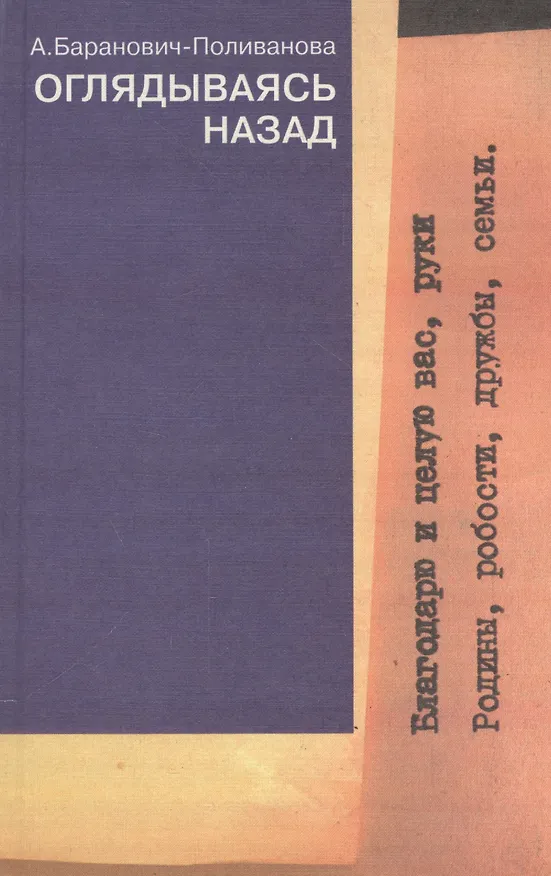 А.Баранович-Поливанова
ОГЛЯДЫВАЯСЬ
НАЗАД
Благодарю и целую вас, руки
Родины, робости, дружбы, семьи.